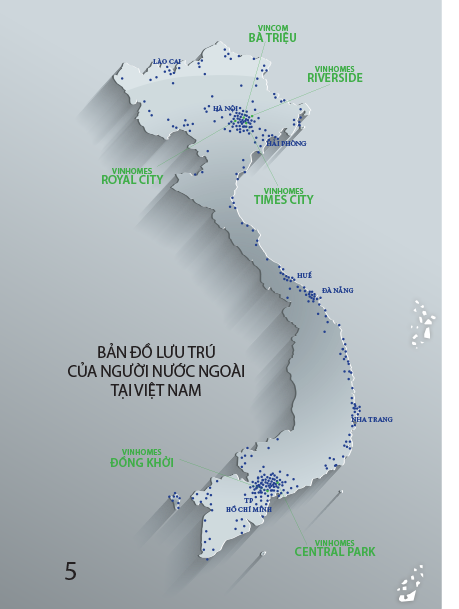 VINCOM
BÀ TRIỆU
LÀO CAI
VINHOMES
RIVERSIDE
HÀ NỘI
HẢI PHÒNG
VINHOMES
ROYAL CITY
VINHOMES
TIMES CITY
HUẾ
ĐÀ NẴNG
BẢN ĐỒ LƯU TRÚ
CỦA NGƯỜI NƯỚC NGOÀI
TẠI VIỆT NAM
NHA TRANG
VINHOMES
ĐỒNG KHỞI
TP
HỒ CHÍ MINH
VINHOMES
CENTRAL PARK
5